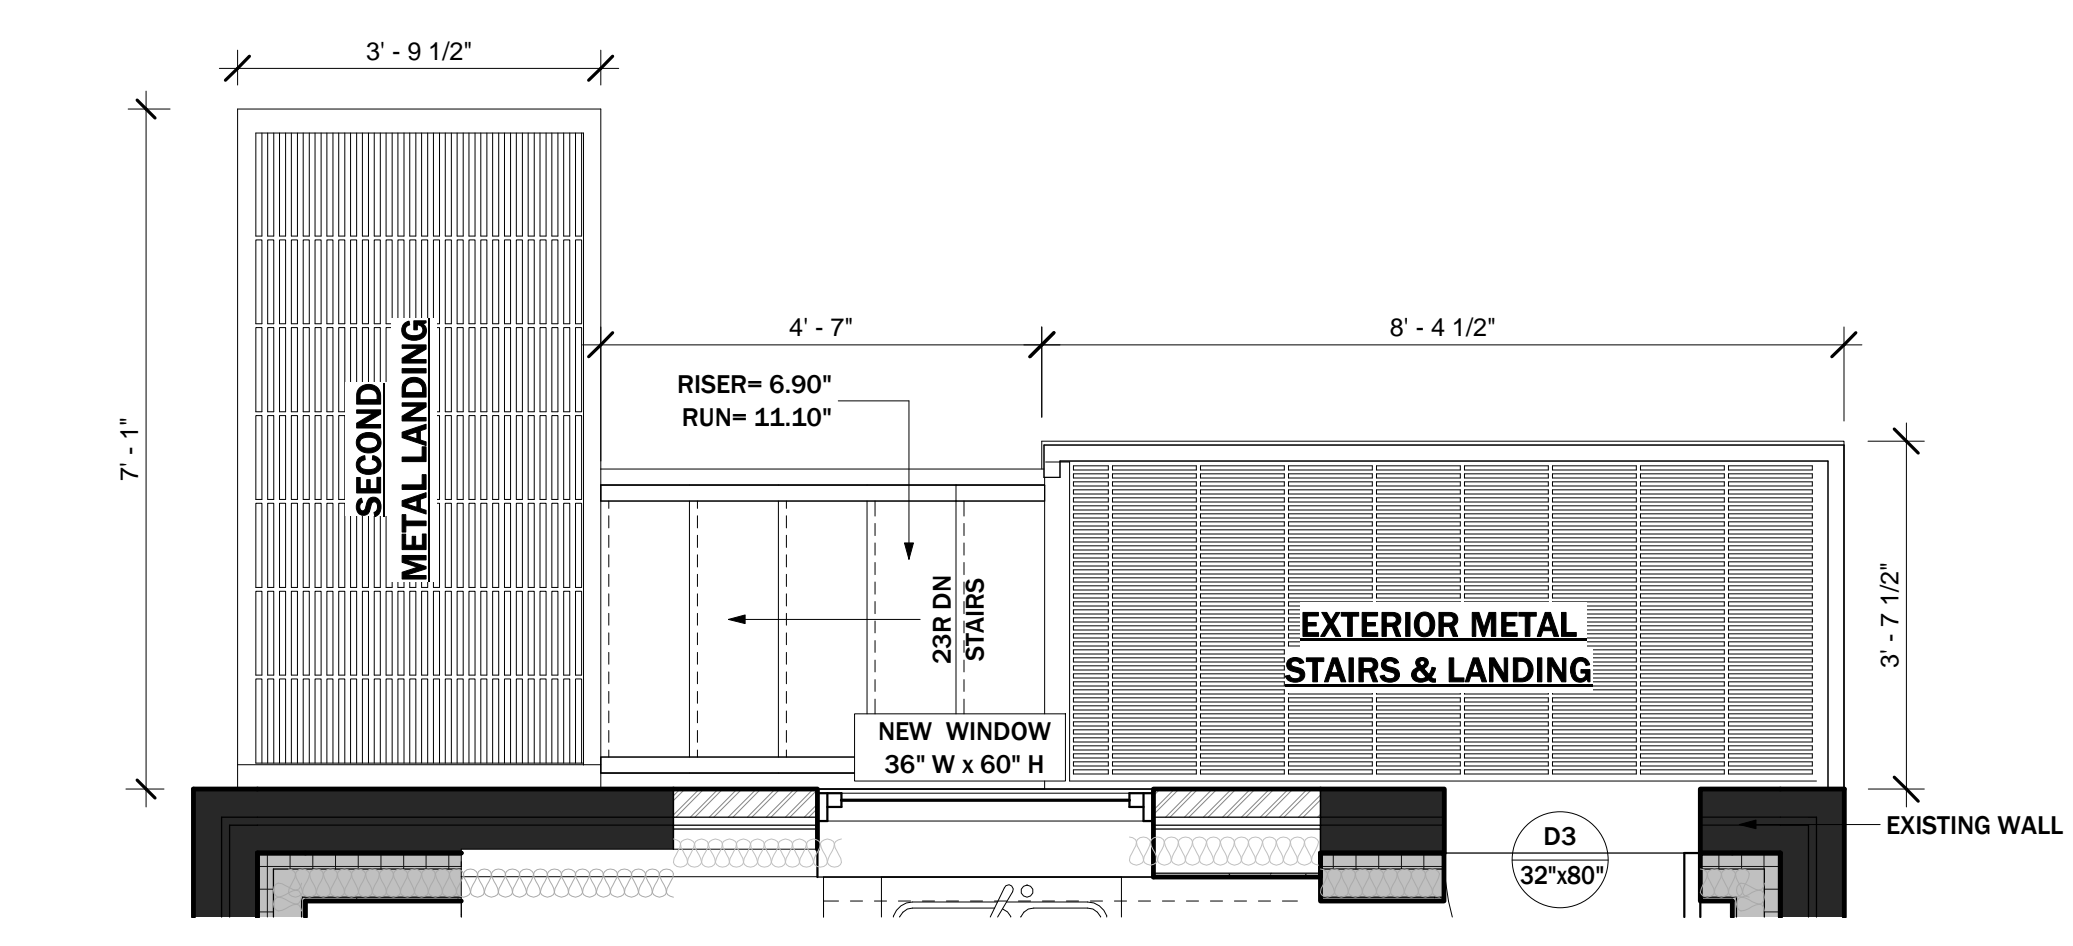 3' - 9 1/2"
7' - 1"
SECOND
METAL LANDING
4' - 7"
8' - 4 1/2"
RISER= 6.90"
RUN= 11.10"
23R DN
STAIRS
NEW WINDOW
36" W x 60" H
EXTERIOR METAL
STAIRS & LANDING
3' - 7 1/2"
D3
32"x80"
EXISTING WALL